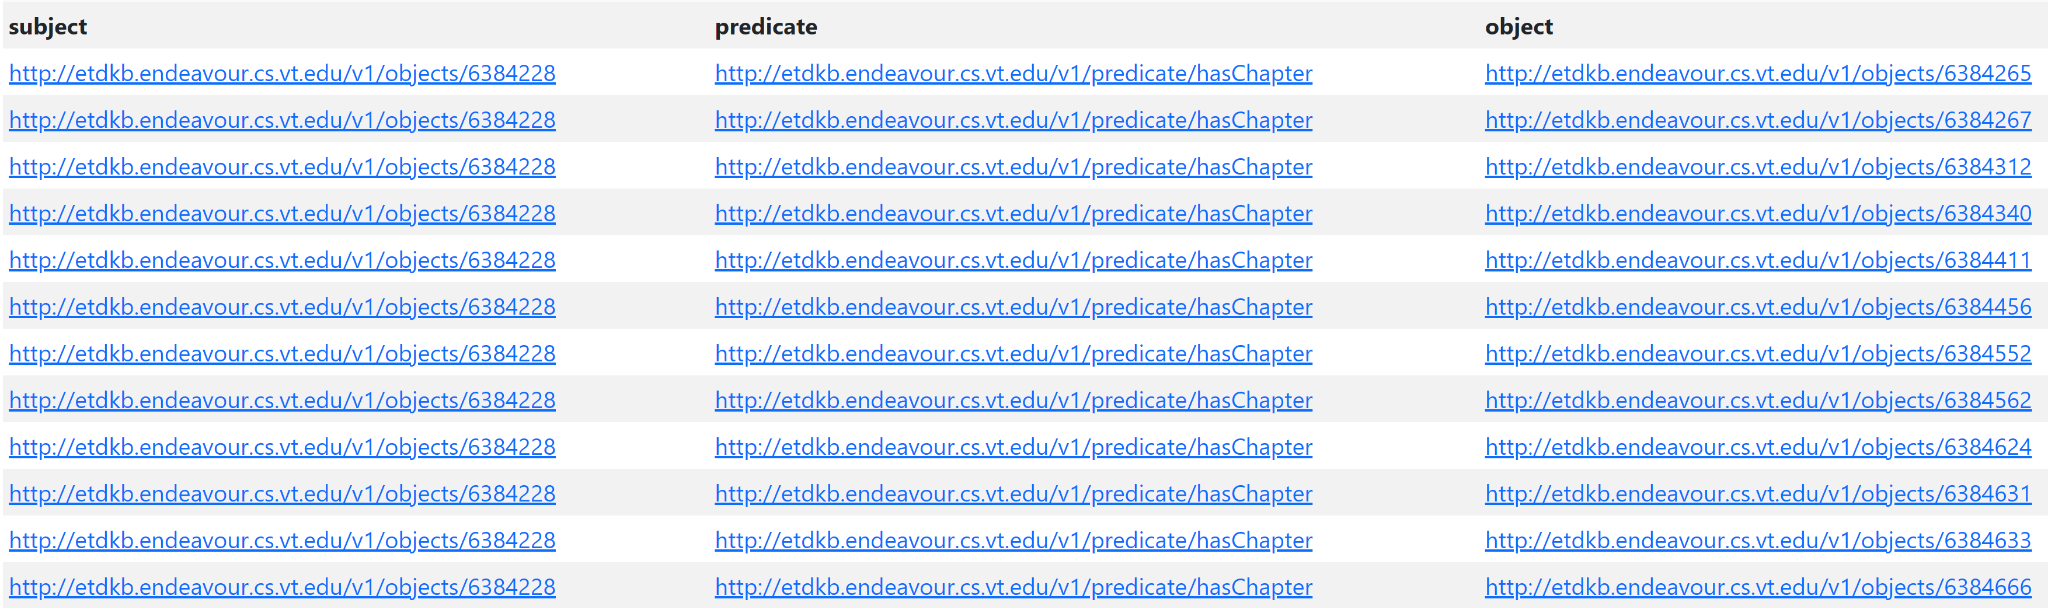 subject predicate object
http://etdkb.endeavour.cs.vt.edu/v1/objects/6384228 http://etdkb.endeavour.cs.vt.edu/v1/predicate/hasChapter http://etdkb.endeavour.cs.vt.edu/v1/objects/6384265
http://etdkb.endeavour.cs.vt.edu/v1/objects/6384228 http://etdkb.endeavour.cs.vt.edu/v1/predicate/hasChapter http://etdkb.endeavour.cs.vt.edu/v1/objects/6384267
http://etdkb.endeavour.cs.vt.edu/v1/objects/6384228 http://etdkb.endeavour.cs.vt.edu/v1/predicate/hasChapter http://etdkb.endeavour.cs.vt.edu/v1/objects/6384312
http://etdkb.endeavour.cs.vt.edu/v1/objects/6384228 http://etdkb.endeavour.cs.vt.edu/v1/predicate/hasChapter http://etdkb.endeavour.cs.vt.edu/v1/objects/6384340
http://etdkb.endeavour.cs.vt.edu/v1/objects/6384228 http://etdkb.endeavour.cs.vt.edu/v1/predicate/hasChapter http://etdkb.endeavour.cs.vt.edu/v1/objects/6384411
http://etdkb.endeavour.cs.vt.edu/v1/objects/6384228 http://etdkb.endeavour.cs.vt.edu/v1/predicate/hasChapter http://etdkb.endeavour.cs.vt.edu/v1/objects/6384456
http://etdkb.endeavour.cs.vt.edu/v1/objects/6384228 http://etdkb.endeavour.cs.vt.edu/v1/predicate/hasChapter http://etdkb.endeavour.cs.vt.edu/v1/objects/6384552
http://etdkb.endeavour.cs.vt.edu/v1/objects/6384228 http://etdkb.endeavour.cs.vt.edu/v1/predicate/hasChapter http://etdkb.endeavour.cs.vt.edu/v1/objects/6384562
http://etdkb.endeavour.cs.vt.edu/v1/objects/6384228 http://etdkb.endeavour.cs.vt.edu/v1/predicate/hasChapter http://etdkb.endeavour.cs.vt.edu/v1/objects/6384624
http://etdkb.endeavour.cs.vt.edu/v1/objects/6384228 http://etdkb.endeavour.cs.vt.edu/v1/predicate/hasChapter http://etdkb.endeavour.cs.vt.edu/v1/objects/6384631
http://etdkb.endeavour.cs.vt.edu/v1/objects/6384228 http://etdkb.endeavour.cs.vt.edu/v1/predicate/hasChapter http://etdkb.endeavour.cs.vt.edu/v1/objects/6384633
http://etdkb.endeavour.cs.vt.edu/v1/objects/6384228 http://etdkb.endeavour.cs.vt.edu/v1/predicate/hasChapter http://etdkb.endeavour.cs.vt.edu/v1/objects/6384666